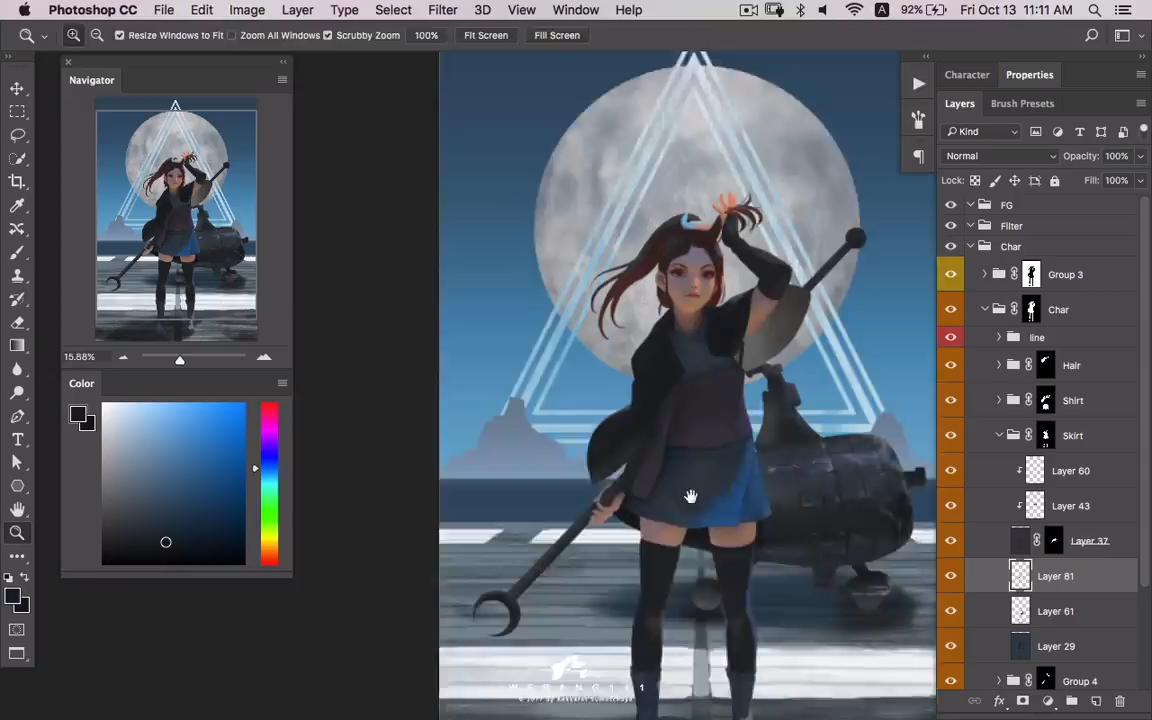 Photoshop CC File Edit Image Layer Type Select Filter 3D View Window Help
A 92% Fri Oct 13 11:11 AM
Resize Windows to Fit Zoom All Windows Scrubby Zoom 100% Fit Screen Fill Screen
Navigator
15.88%
Color
Character Properties
Layers Brush Presets
Kind
Normal Opacity: 100%
Lock: Fill: 100%
FG
Filter
Char
Group 3
Char
line
Hair
Shirt
Skirt
Layer 60
Layer 43
Layer 37
Layer 81
Layer 61
Layer 29
Group 4
fx